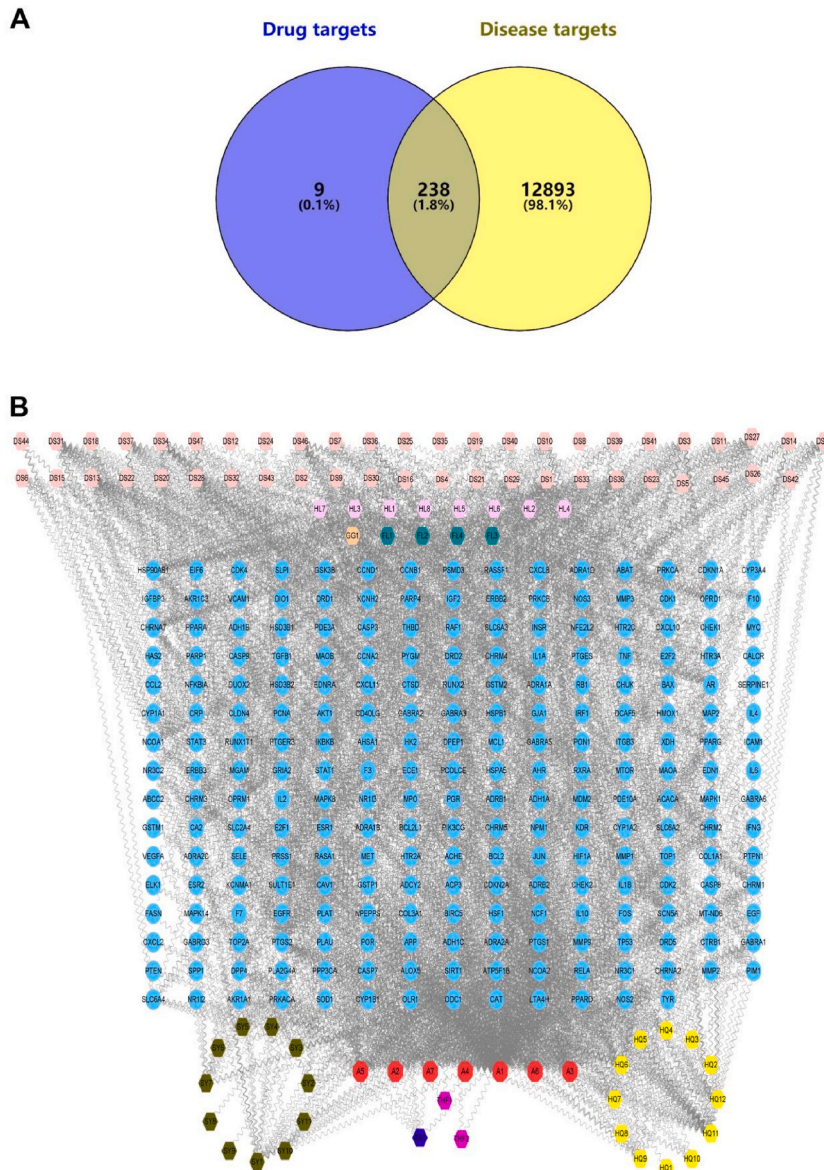 A
Drug targets Disease targets
9 238 12893
(0.1%) (1.8%) (98.1%)
B
DS44 DS31 DS18 DS37 DS34 DS47 DS12 DS24 DS46 DS7 DS36 DS25 DS35 DS19 DS40 DS10 DS8 DS39 DS41 DS3 DS11 DS27 DS14
DS6 DS15 DS13 DS22 DS20 DS28 DS32 DS43 DS2 DS9 DS30 DS16 DS4 DS21 DS29 DS1 DS33 DS23 DS5 DS45 DS26 DS42
HL7 HL3 HL1 HL8 HL5 HL6 HL2 HL4
GG1 FL1 FL2 FL4 FL3
HSP90AB1 EIF6 CDK4 SLPI GSK3B CCND1 CCNB1 PSMD3 RASSF1 CXCL8 ADRA1D ABAT PRKCA CDKN1A CYP3A4
IGFBP3 AKR1C3 VCAM1 DIO1 DRD1 KCNH2 PARP4 IGF2 ERBB2 PRKCB NOS3 MMP3 CDK1 OPRD1 F10
CHRNA7 PPARA ADH1B HSD3B1 PDE3A CASP3 THBD RAF1 SLC6A3 INSR NFE2L2 HTR2C CXCL10 CHEK1 MYC
HAS2 PARP1 CASP9 TGFB1 MAOB CCNA2 PYGM DRD2 CHRM4 IL1A PTGES TNF E2F2 HTR3A CALCR
CCL2 NFKBIA DUOX2 HSD3B2 EDNRA CXCL11 CTSD RUNX2 GSTM2 ADRA1A RB1 CHUK BAX AR SERPINE1
CYP1A1 CRP CLDN4 PCNA AKT1 CD40LG GABRA2 GABRA3 HSPB1 GJA1 IRF1 DCAF5 HMOX1 MAP2 IL4
NCOA1 STAT3 RUNX1T1 PTGER3 IKBKB AHSA1 HK2 DPEP1 MCL1 GABRA5 PON1 ITGB3 XDH PPARG ICAM1
NR3C2 ERBB3 MGAM GRIA2 STAT1 F3 ECE1 PCOLCE HSPA5 AHR RXRA MTOR MAOA EDN1 IL6
ABCC2 CHRM3 OPRM1 IL2 MAPK8 NR1I3 MPO PGR ADRB1 ADH1A MDM2 PDE10A ACACA MAPK1 GABRA6
GSTM1 CA2 SLC2A4 E2F1 ESR1 ADRA1B BCL2L1 PIK3CG CHRM5 NPM1 KDR CYP1A2 SLC6A2 CHRM2 IFNG
VEGFA ADRA2C SELE PRSS1 RASA1 MET HTR2A ACHE BCL2 JUN HIF1A MMP1 TOP1 COL1A1 PTPN1
ELK1 ESR2 KCNMA1 SULT1E1 CAV1 GSTP1 ADCY2 ACP3 CDKN2A ADRB2 CHEK2 IL1B CDK2 CASP8 CHRM1
FASN MAPK14 F7 EGFR PLAT NPEPPS COL3A1 BIRC5 HSF1 NCF1 IL10 FOS SCN5A MT-ND6 EGF
CXCL2 TOP2A PTGS2 PLAU POR APP ADH1C ADRA2A PTGS1 MMP9 TP53 DRD5 CTRB1 GABRA1
PTEN SPP1 DPP4 PLA2G4A PPP3CA CASP7 ALOX5 SIRT1 ATP5F1B NCOA2 RELA NR3C1 CHRNA2 MMP2 PIM1
SLC6A4 NR1I2 AKR1A1 PRKACA SOD1 CYP1B1 OLR1 DDC1 CAT LTA4H PPARD NOS2 TYR
HQ5 HQ4 HQ3
HQ6 HQ2
A5 A2 A7 A4 A1 A6 A3
HQ7 HQ12
HQ8 HQ11
HQ9 HQ1 HQ10